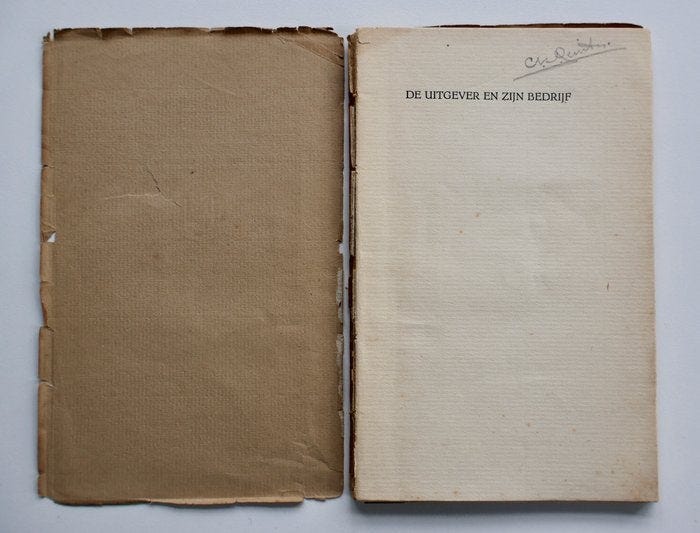 DE UITGEVER EN ZIJN BEDRIJF